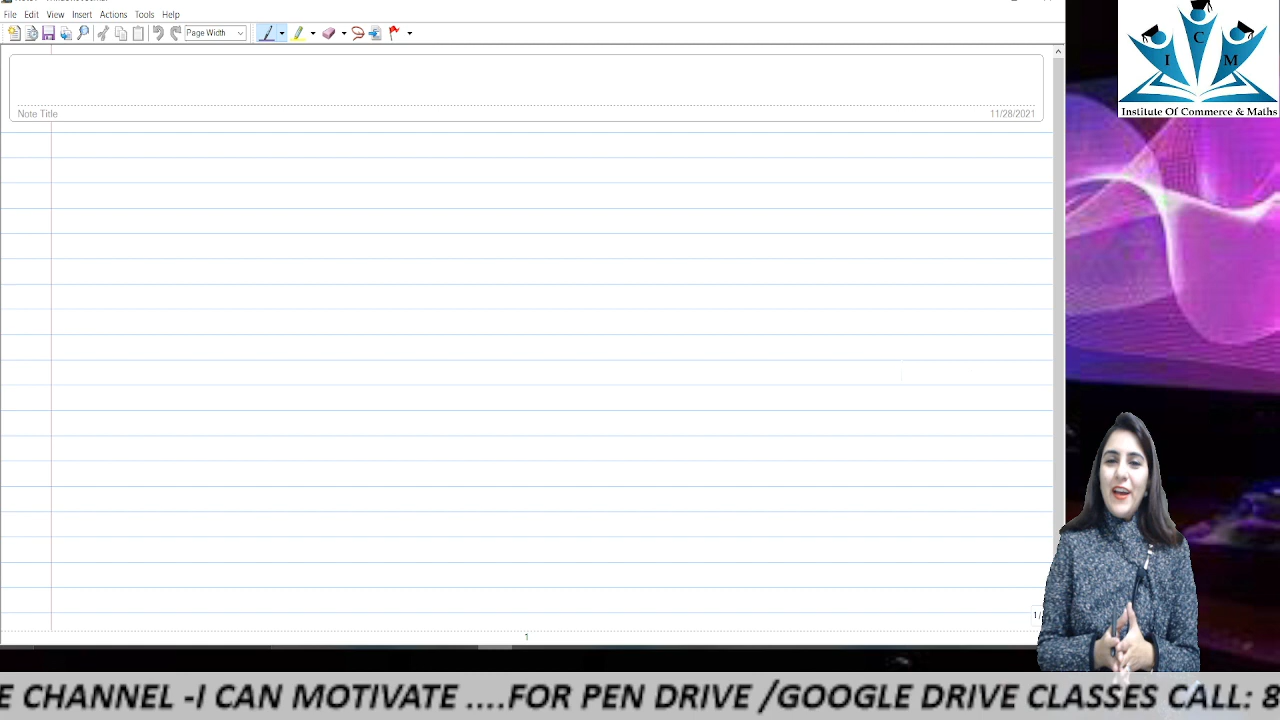 File Edit View Insert Actions Tools Help
Page Width
Note Title
11/28/2021
I C M
Institute Of Commerce & Maths
1/
1
E CHANNEL -I CAN MOTIVATE ....FOR PEN DRIVE /GOOGLE DRIVE CLASSES CALL: 8